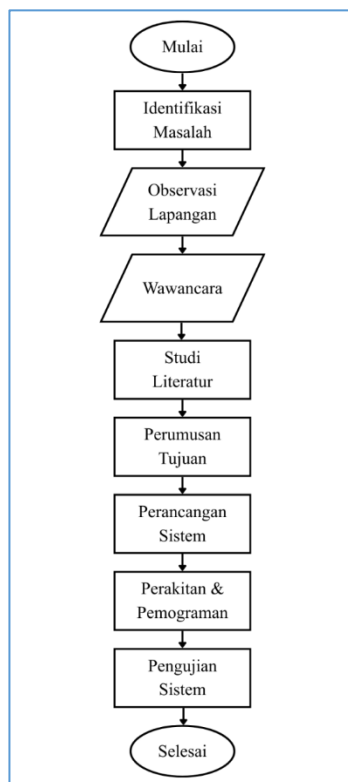 Mulai
Identifikasi
Masalah
Observasi
Lapangan
Wawancara
Studi
Literatur
Perumusan
Tujuan
Perancangan
Sistem
Perakitan &
Pemograman
Pengujian
Sistem
Selesai